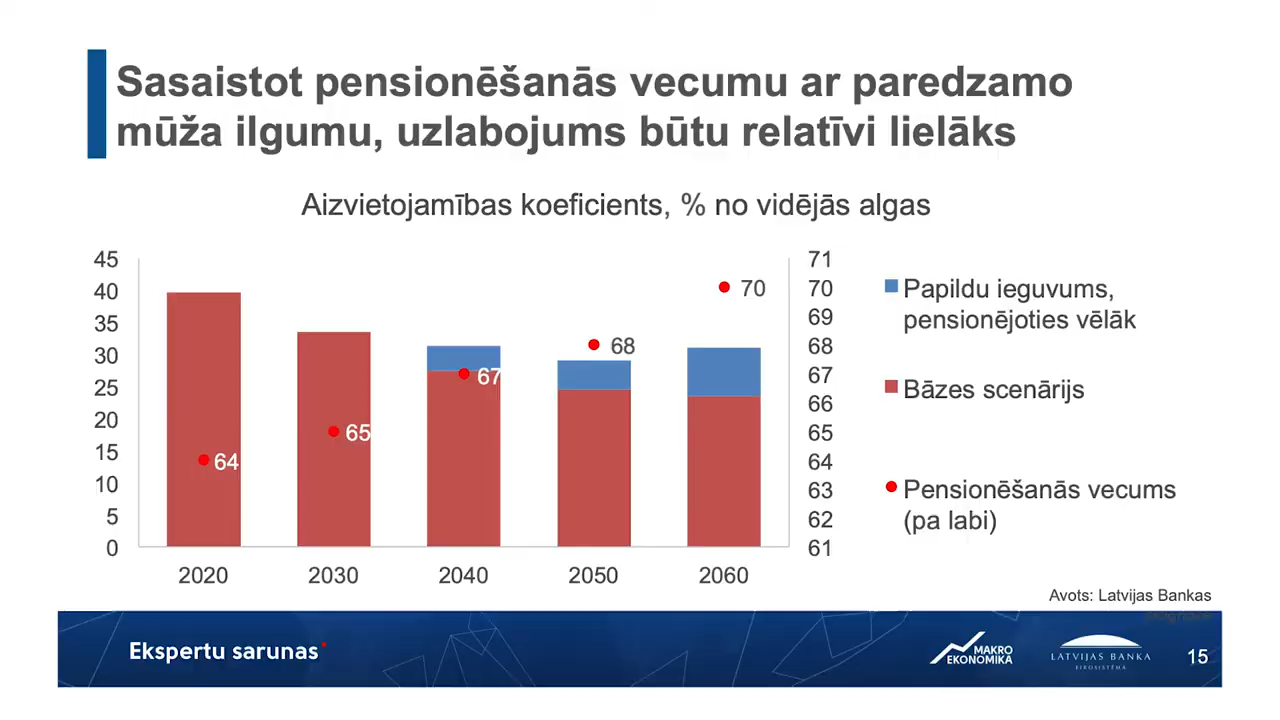 Sasaistot pensionēšanās vecumu ar paredzamo
mūža ilgumu, uzlabojums būtu relatīvi lielāks
Aizvietojamības koeficients, % no vidējās algas
45
40
35
30
25
20
15
10
5
0
64
65
67
68
70
71
70
69
68
67
66
65
64
63
62
61
2020 2030 2040 2050 2060
Papildu ieguvums,
pensionējoties vēlāk
Bāzes scenārijs
Pensionēšanās vecums
(pa labi)
Avots: Latvijas Bankas
Ekspertu sarunas
MAKRO
EKONOMIKA
LATVIJAS BANKA
EIROSISTĒMA
15